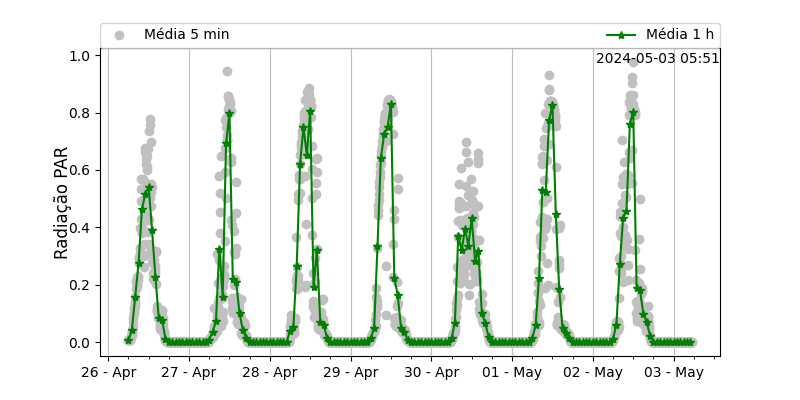 Média 5 min
Média 1 h
2024-05-03 05:51
Radiação PAR
1.0
0.8
0.6
0.4
0.2
0.0
26 - Apr
27 - Apr
28 - Apr
29 - Apr
30 - Apr
01 - May
02 - May
03 - May